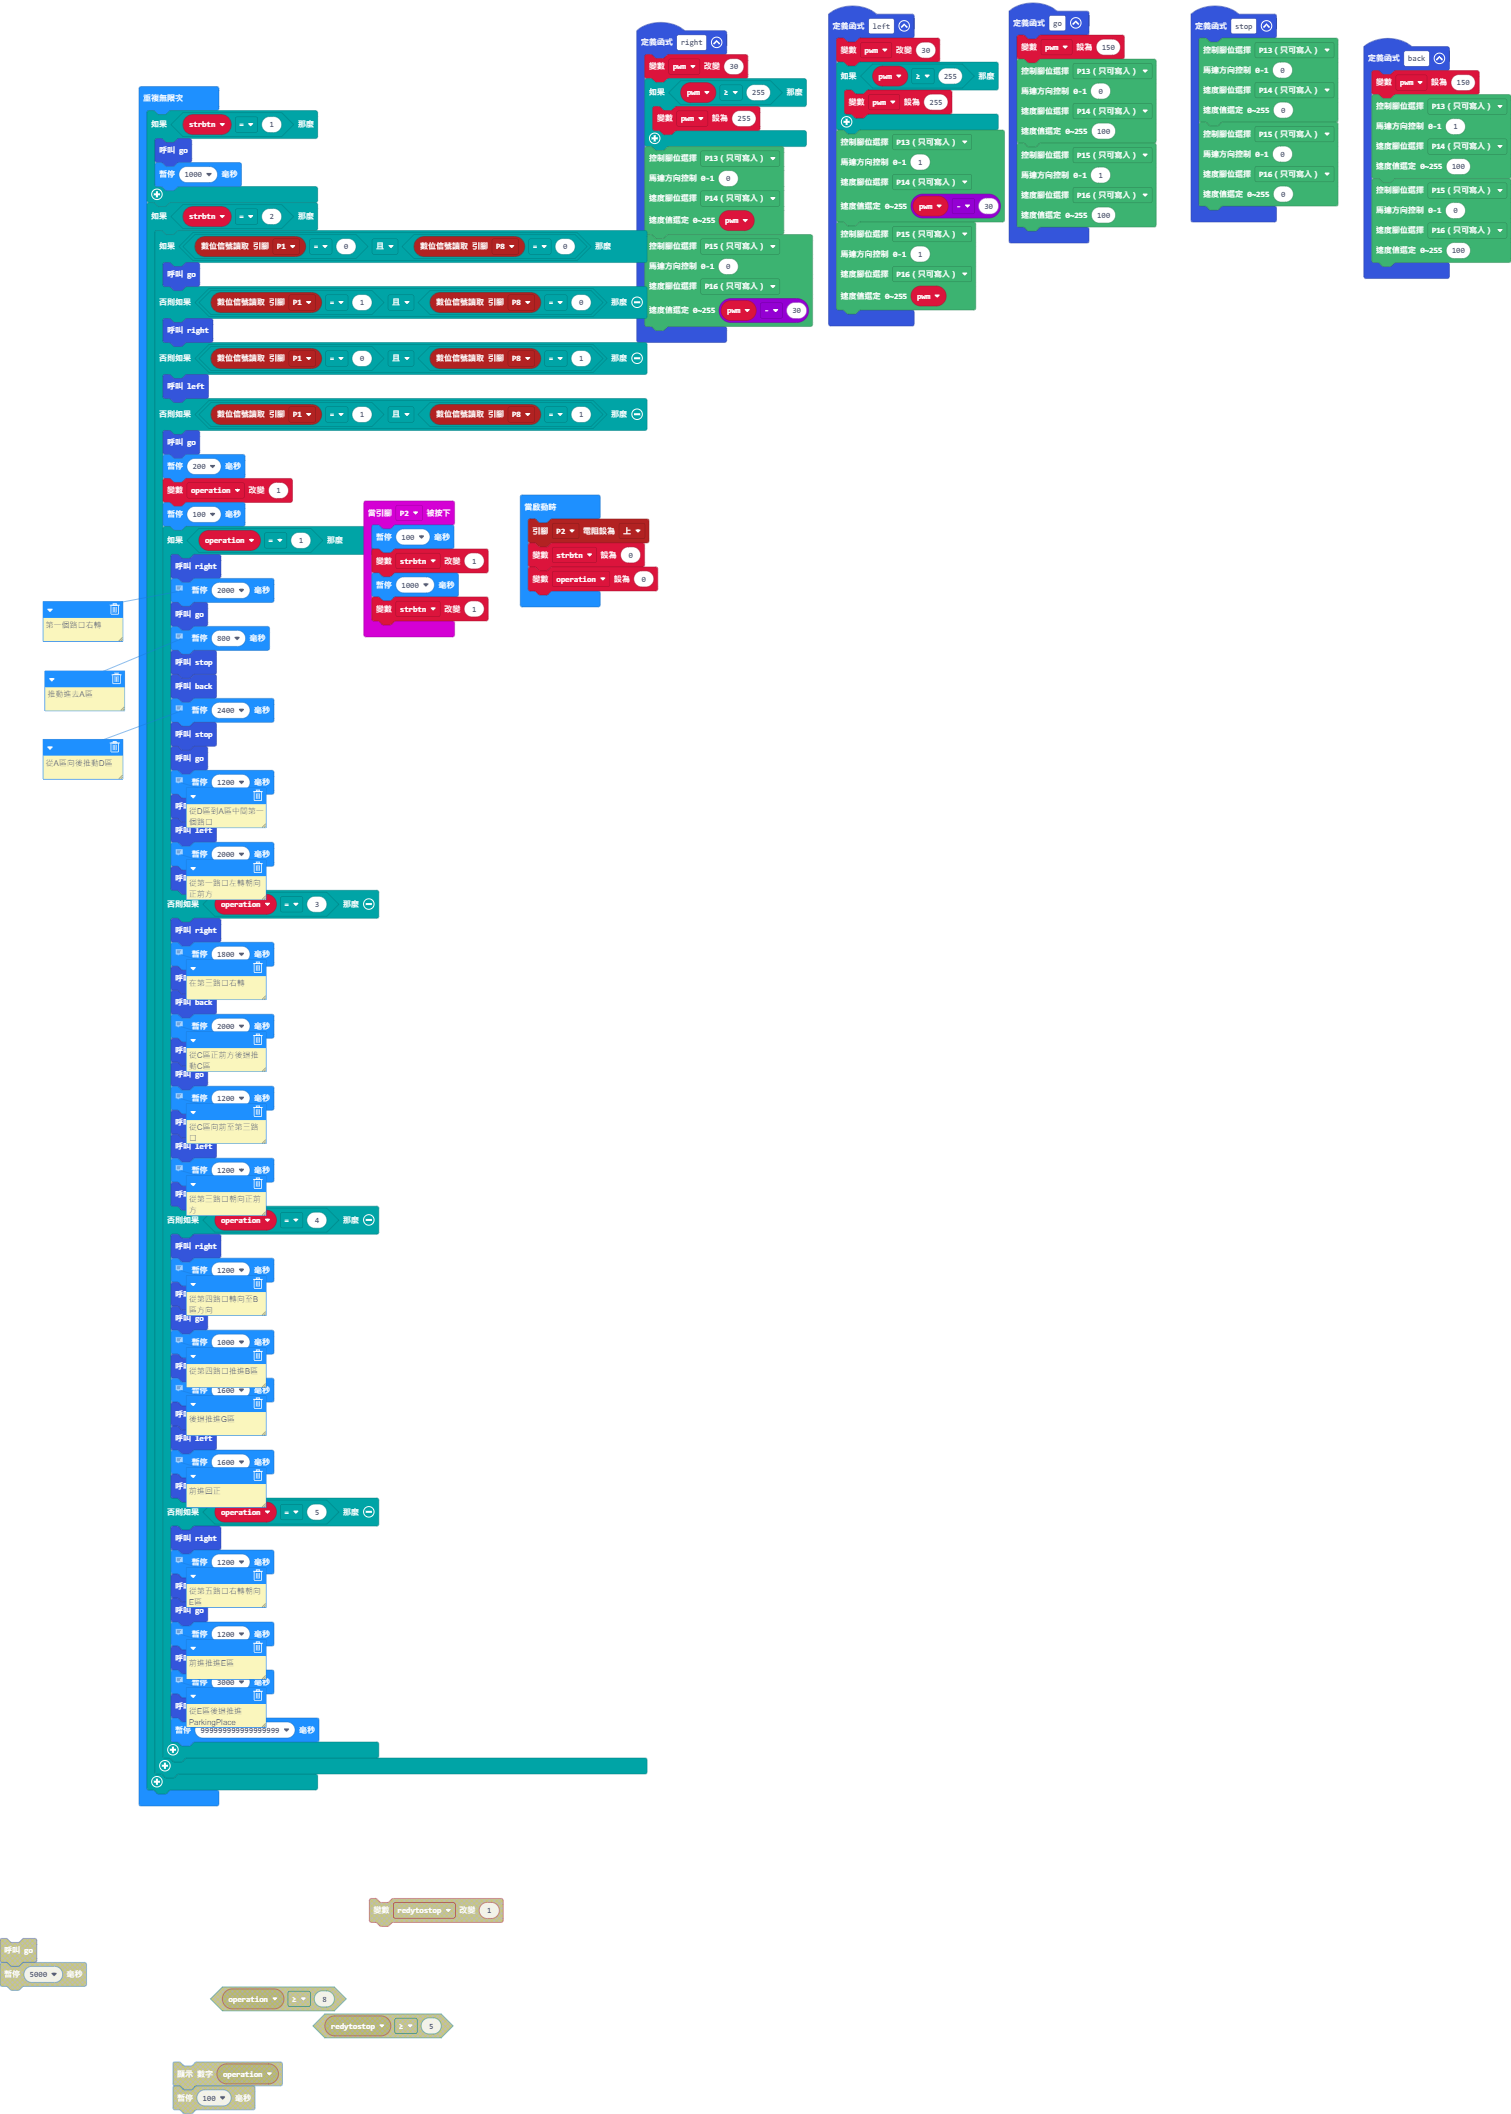 重複無限次
如果 strbtn = 1 那麼
呼叫 go
暫停 1000 毫秒
如果 strbtn = 2 那麼
如果 數位信號讀取 引腳 P1 = 0 且 數位信號讀取 引腳 P8 = 0 那麼
呼叫 go
否則如果 數位信號讀取 引腳 P1 = 1 且 數位信號讀取 引腳 P8 = 0 那麼
呼叫 right
否則如果 數位信號讀取 引腳 P1 = 0 且 數位信號讀取 引腳 P8 = 1 那麼
呼叫 left
否則如果 數位信號讀取 引腳 P1 = 1 且 數位信號讀取 引腳 P8 = 1 那麼
呼叫 go
暫停 200 毫秒
變數 operation 改變 1
暫停 100 毫秒
如果 operation = 1 那麼
呼叫 right
暫停 2000 毫秒
第一個路口右轉
呼叫 go
暫停 800 毫秒
推動進去A區
呼叫 stop
呼叫 back
暫停 2400 毫秒
從A區向後推動D區
呼叫 stop
呼叫 go
暫停 1200 毫秒
從D區到A區中間第一
個路口
呼叫 left
暫停 2000 毫秒
從第一路口左轉朝向
正前方
否則如果 operation = 3 那麼
呼叫 right
暫停 1800 毫秒
在第三路口右轉
呼叫 back
暫停 2000 毫秒
從C區正前方後退推
動C區
呼叫 go
暫停 1200 毫秒
從C區向前至第三路
口
呼叫 left
暫停 1200 毫秒
從第三路口朝向正前
方
否則如果 operation = 4 那麼
呼叫 right
暫停 1200 毫秒
從第四路口轉向至B
區方向
呼叫 go
暫停 1000 毫秒
從第四路口推進B區
暫停 1600 毫秒
後退推進G區
呼叫 left
暫停 1600 毫秒
前進回正
否則如果 operation = 5 那麼
呼叫 right
暫停 1200 毫秒
從第五路口右轉朝向
E區
呼叫 go
暫停 1200 毫秒
前進推進E區
暫停 3000 毫秒
從E區後退推進
ParkingPlace
暫停 毫秒
當引腳 P2 被按下
暫停 100 毫秒
變數 strbtn 改變 1
暫停 1000 毫秒
變數 strbtn 改變 1
當啟動時
引腳 P2 電阻設為 上
變數 strbtn 設為 0
變數 operation 設為 0
定義函式 right
變數 pwm 改變 30
如果 pwm ≥ 255 那麼
變數 pwm 設為 255
控制腳位選擇 P13 ( 只可寫入 )
馬達方向控制 0-1 0
速度腳位選擇 P14 ( 只可寫入 )
速度值選定 0~255 pwm
控制腳位選擇 P15 ( 只可寫入 )
馬達方向控制 0-1 0
速度腳位選擇 P16 ( 只可寫入 )
速度值選定 0~255 pwm - 30
定義函式 left
變數 pwm 改變 30
如果 pwm ≥ 255 那麼
變數 pwm 設為 255
控制腳位選擇 P13 ( 只可寫入 )
馬達方向控制 0-1 1
速度腳位選擇 P14 ( 只可寫入 )
速度值選定 0~255 pwm - 30
控制腳位選擇 P15 ( 只可寫入 )
馬達方向控制 0-1 1
速度腳位選擇 P16 ( 只可寫入 )
速度值選定 0~255 pwm
定義函式 go
變數 pwm 設為 150
控制腳位選擇 P13 ( 只可寫入 )
馬達方向控制 0-1 0
速度腳位選擇 P14 ( 只可寫入 )
速度值選定 0~255 100
控制腳位選擇 P15 ( 只可寫入 )
馬達方向控制 0-1 1
速度腳位選擇 P16 ( 只可寫入 )
速度值選定 0~255 100
定義函式 stop
控制腳位選擇 P13 ( 只可寫入 )
馬達方向控制 0-1 0
速度腳位選擇 P14 ( 只可寫入 )
速度值選定 0~255 0
控制腳位選擇 P15 ( 只可寫入 )
馬達方向控制 0-1 0
速度腳位選擇 P16 ( 只可寫入 )
速度值選定 0~255 0
定義函式 back
變數 pwm 設為 150
控制腳位選擇 P13 ( 只可寫入 )
馬達方向控制 0-1 1
速度腳位選擇 P14 ( 只可寫入 )
速度值選定 0~255 100
控制腳位選擇 P15 ( 只可寫入 )
馬達方向控制 0-1 0
速度腳位選擇 P16 ( 只可寫入 )
速度值選定 0~255 100
變數 redytostop 改變 1
呼叫 go
暫停 5000 毫秒
operation ≥ 8
redytostop ≥ 5
顯示 數字 operation
暫停 100 毫秒